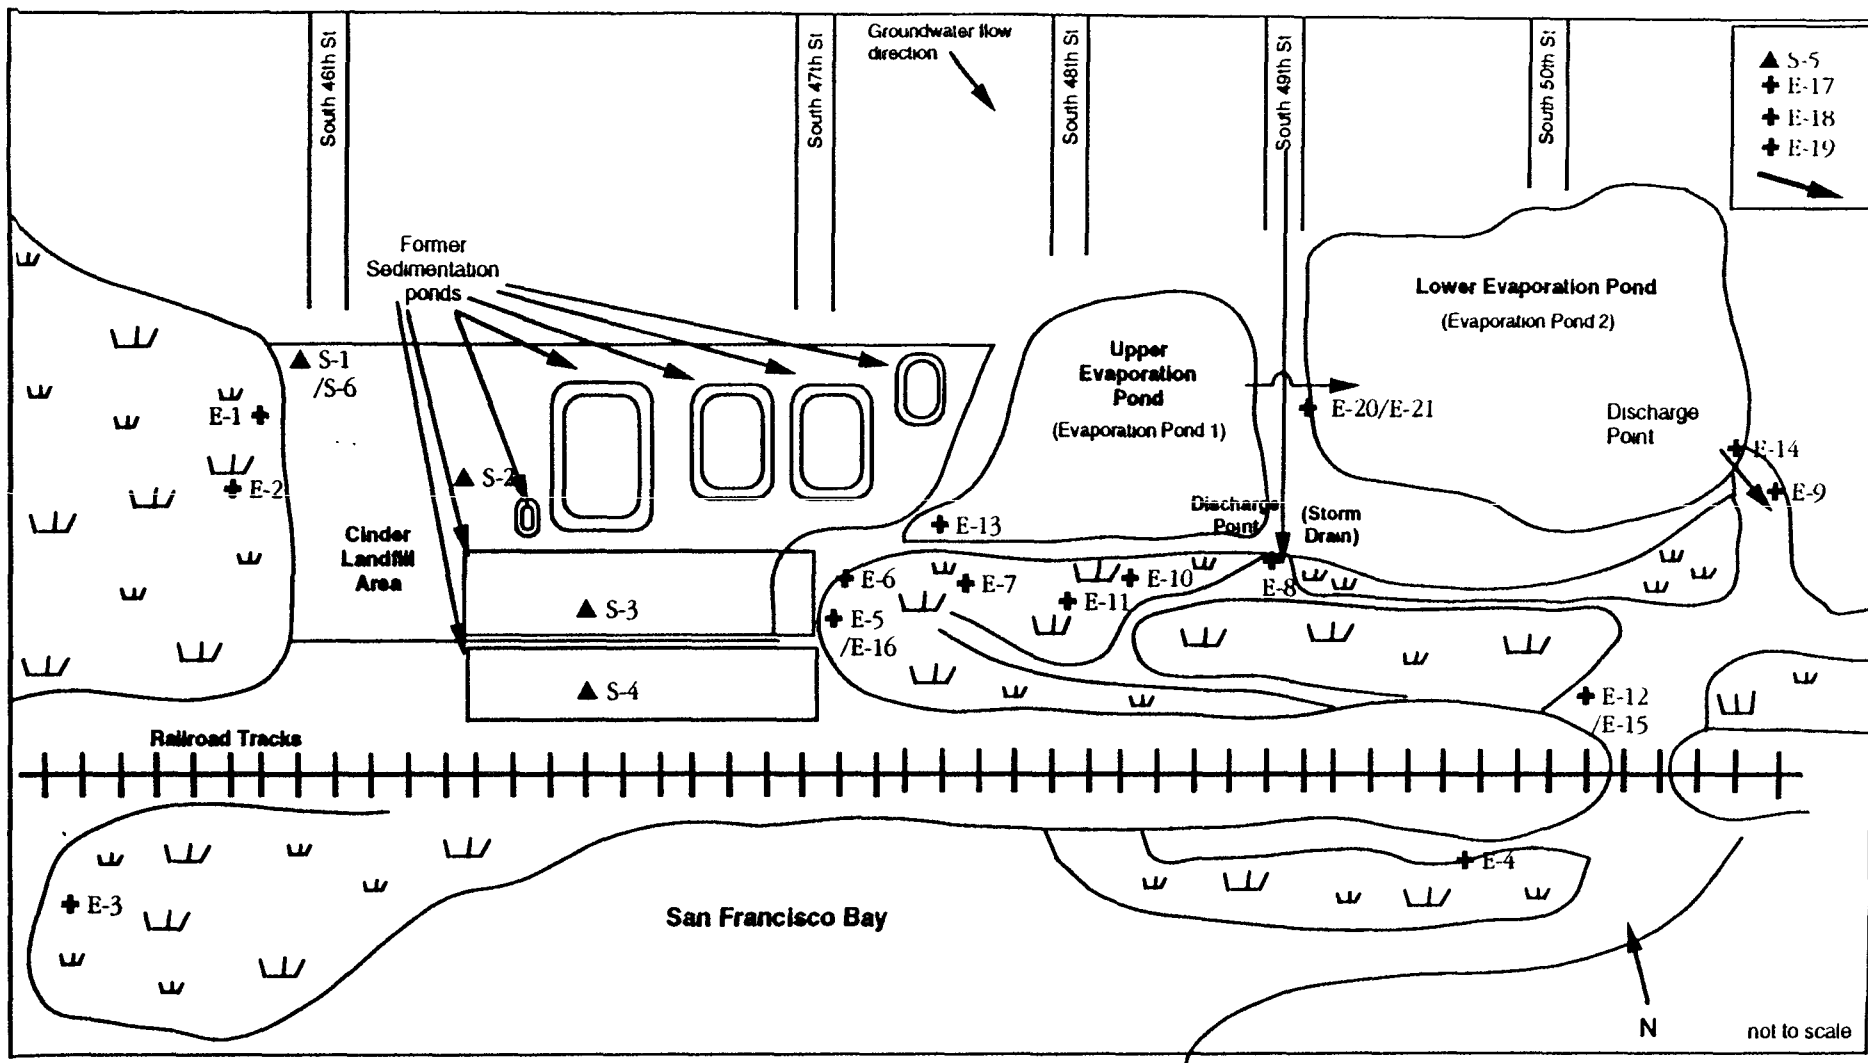 South 46th St
South 47th St
Groundwater flow
direction
South 48th St
South 49th St
South 50th St
S-5
E-17
E-18
E-19
Former
Sedimentation
ponds
Lower Evaporation Pond
(Evaporation Pond 2)
Upper
Evaporation
Pond
(Evaporation Pond 1)
S-1
/S-6
E-1
E-2
S-2
E-20/E-21
Discharge
Point
E-14
E-9
Cinder
Landfill
Area
E-13
Discharge
Point
(Storm
Drain)
E-6
E-7
E-10
E-11
E-8
S-3
E-5
/E-16
S-4
E-12
/E-15
Railroad Tracks
E-4
E-3
San Francisco Bay
N
not to scale